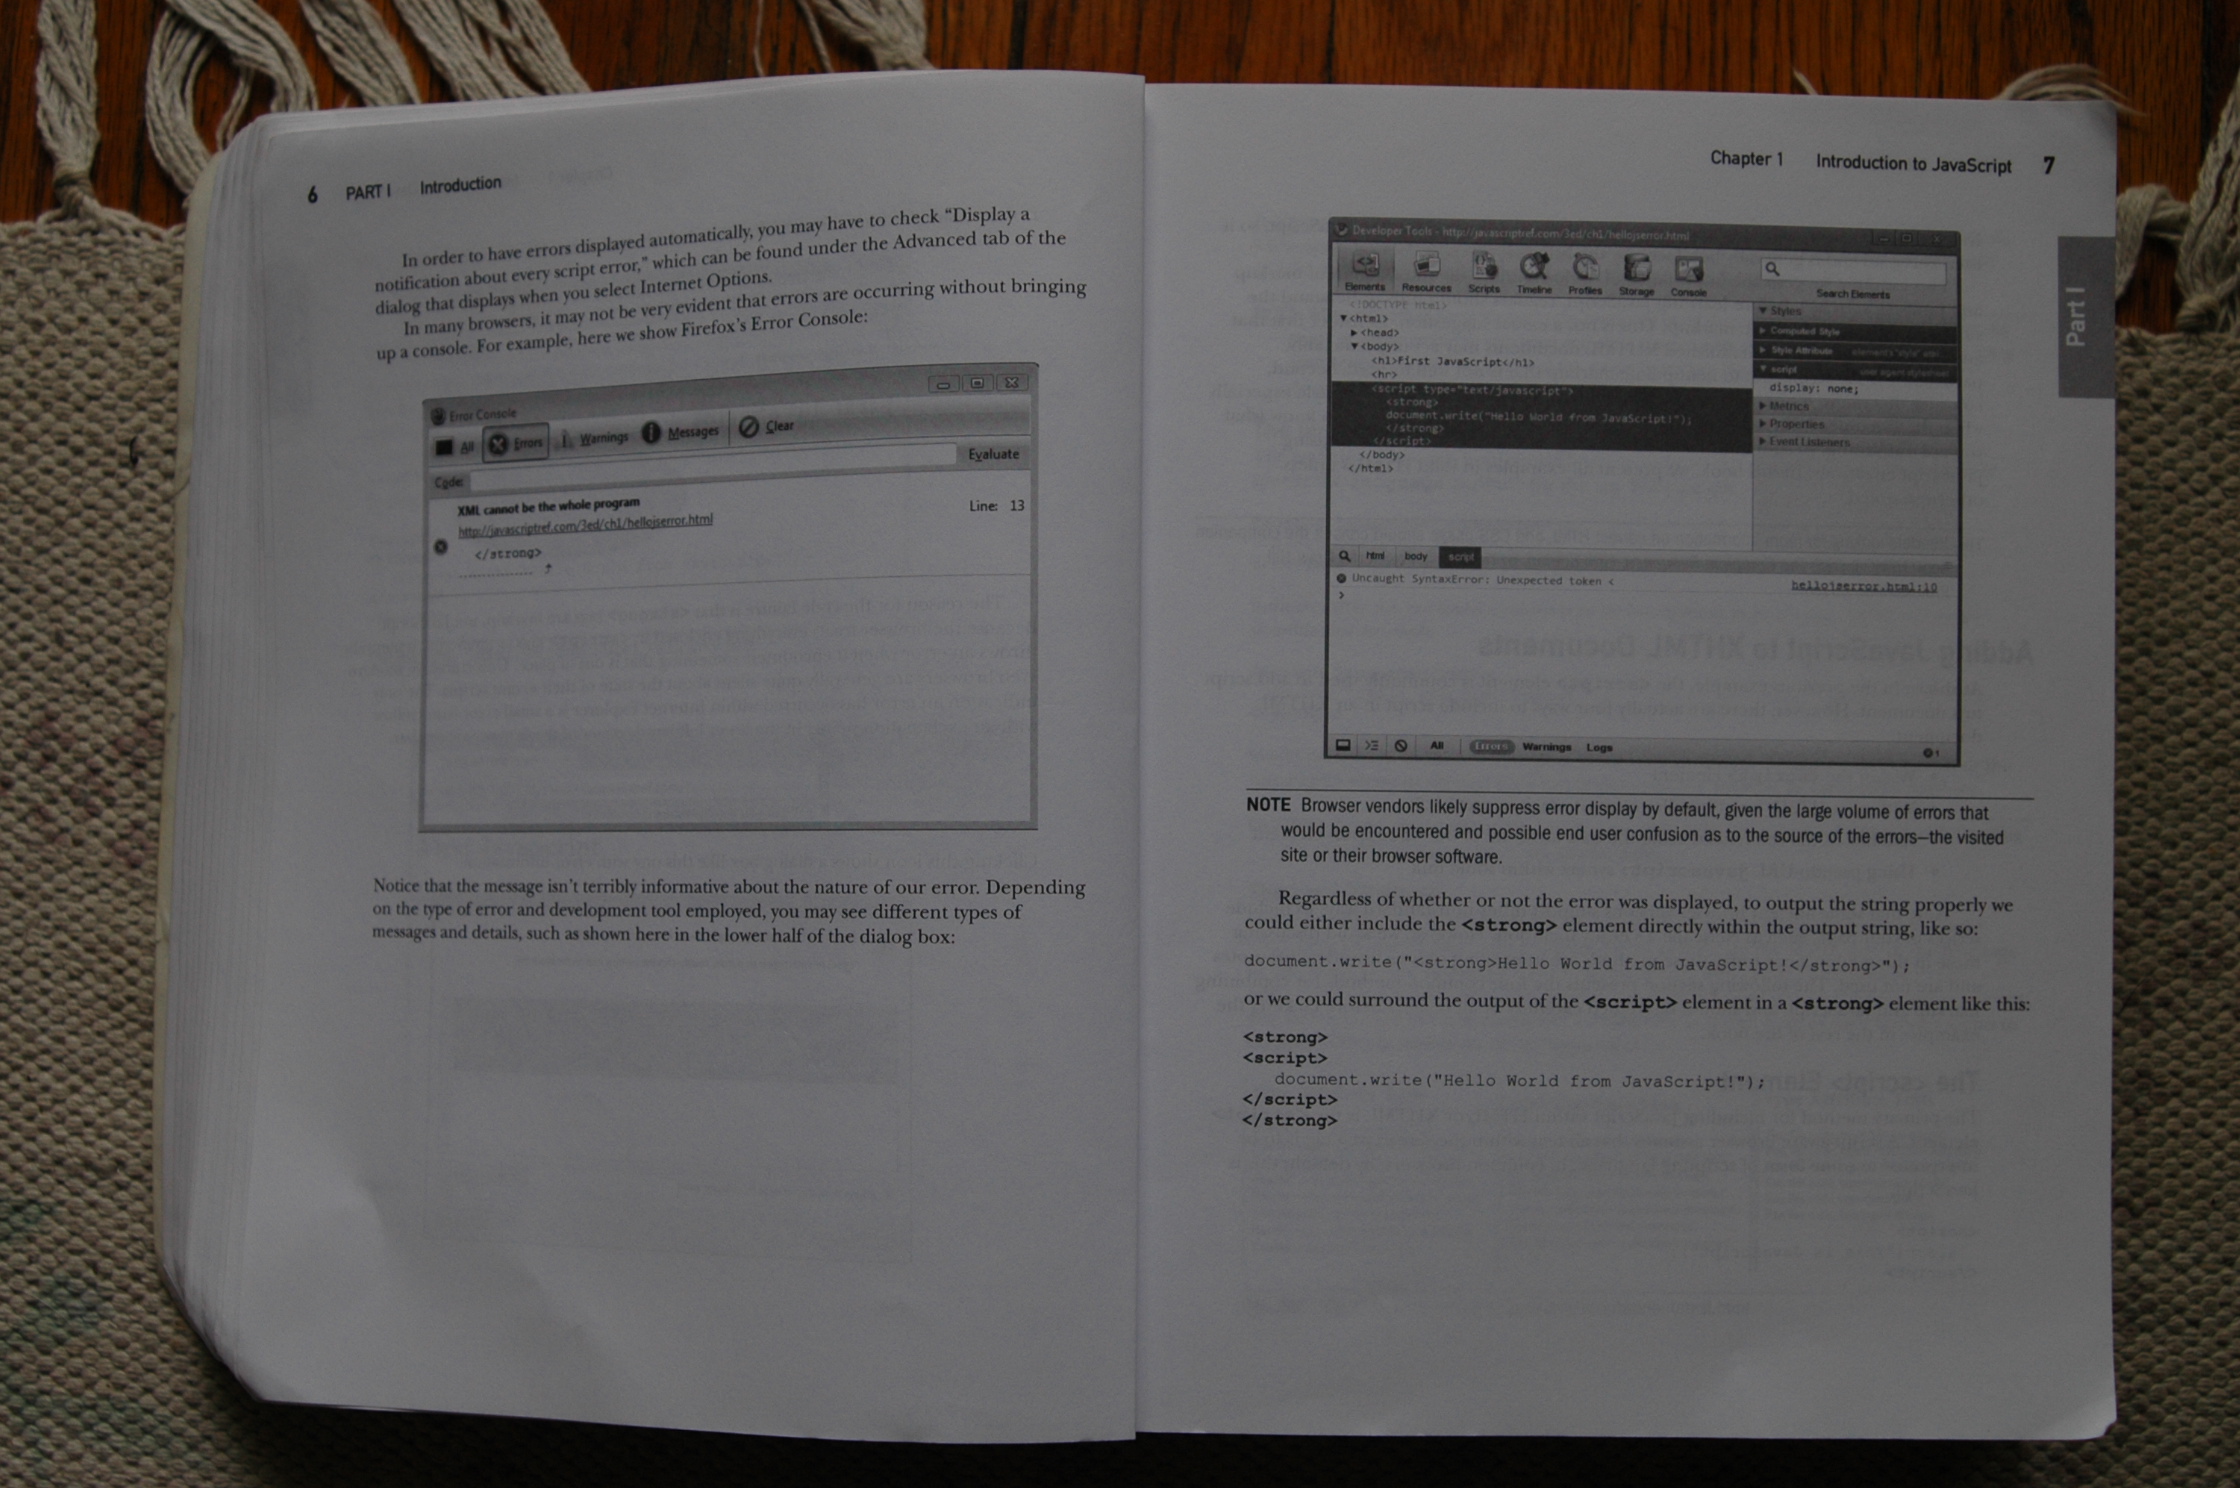 6 PART I Introduction
In order to have errors displayed automatically, you may have to check "Display a
notification about every script error," which can be found under the Advanced tab of the
dialog that displays when you select Internet Options.
In many browsers, it may not be very evident that errors are occurring without bringing
up a console. For example, here we show Firefox's Error Console:
Error Console
All Errors Warnings Messages Clear
Code: Evaluate
XML cannot be the whole program Line: 13
http://javascriptref.com/3ed/ch1/helloiserror.html
</strong>
Notice that the message isn't terribly informative about the nature of our error. Depending
on the type of error and development tool employed, you may see different types of
messages and details, such as shown here in the lower half of the dialog box:
Chapter 1 Introduction to JavaScript 7
Part I
Developer Tools - http://javascriptref.com/3ed/ch1/helloiserror.html
Elements Resources Scripts Timeline Profiles Storage Console Search Elements
<!DOCTYPE html>
▼<html>
▶<head>
▼<body>
<h1>First JavaScript</h1>
<hr>
<script type="text/javascript">
<strong>
document.write("Hello World from JavaScript!");
</strong>
</script>
</body>
</html>
▼ Styles
▶ Computed Style
▶ Style Attribute
▼ script
display: none;
▶ Metrics
▶ Properties
▶ Event Listeners
html body script
Uncaught SyntaxError: Unexpected token < helloiserror.html:10
>
All Errors Warnings Logs 1
NOTE Browser vendors likely suppress error display by default, given the large volume of errors that
would be encountered and possible end user confusion as to the source of the errors—the visited
site or their browser software.
Regardless of whether or not the error was displayed, to output the string properly we
could either include the <strong> element directly within the output string, like so:
document.write("<strong>Hello World from JavaScript!</strong>");
or we could surround the output of the <script> element in a <strong> element like this:
<strong>
<script>
document.write("Hello World from JavaScript!");
</script>
</strong>